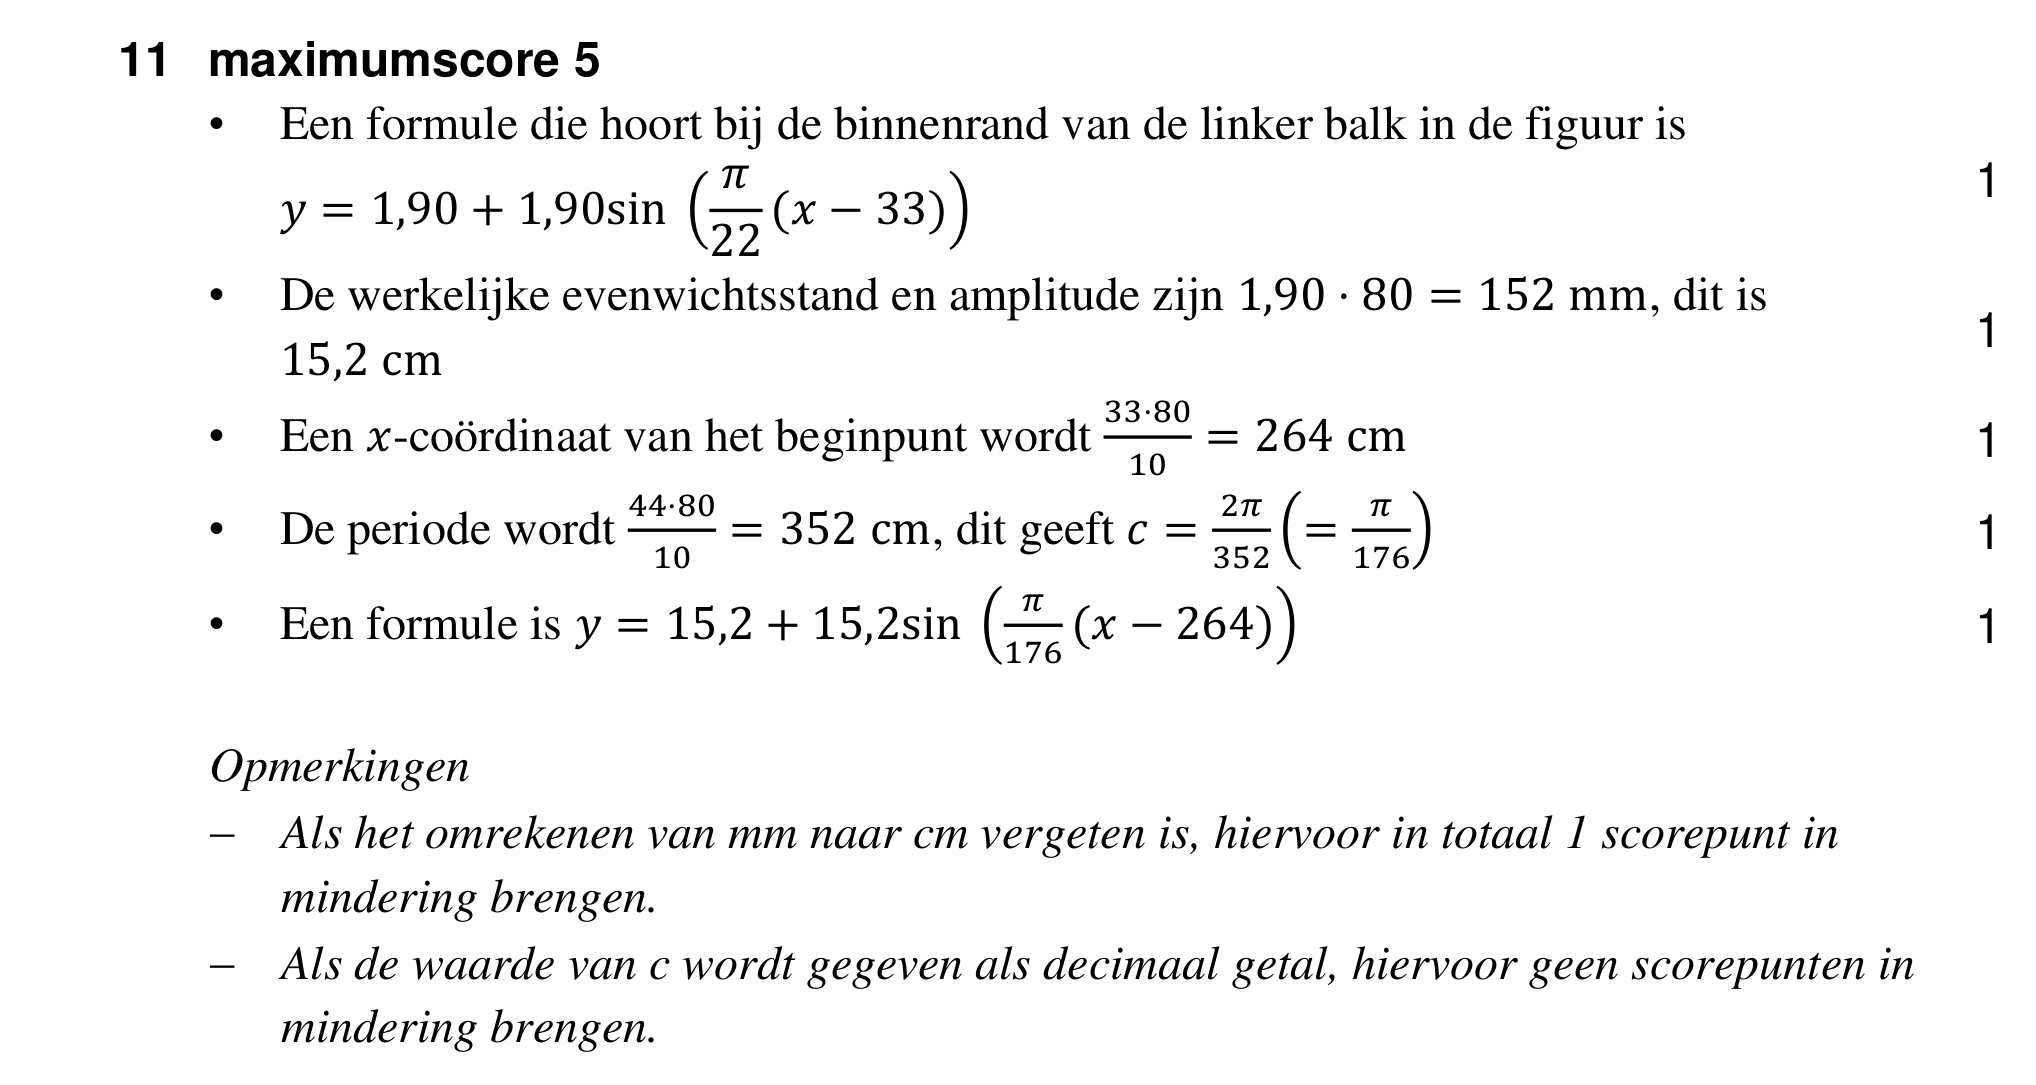 11 maximumscore 5
• Een formule die hoort bij de binnenrand van de linker balk in de figuur is
y = 1,90 + 1,90sin (π/22 (x − 33)) 1
• De werkelijke evenwichtsstand en amplitude zijn 1,90 · 80 = 152 mm, dit is
15,2 cm 1
• Een x-coördinaat van het beginpunt wordt 33·80/10 = 264 cm 1
• De periode wordt 44·80/10 = 352 cm, dit geeft c = 2π/352 (= π/176) 1
• Een formule is y = 15,2 + 15,2sin (π/176 (x − 264)) 1
Opmerkingen
− Als het omrekenen van mm naar cm vergeten is, hiervoor in totaal 1 scorepunt in
mindering brengen.
− Als de waarde van c wordt gegeven als decimaal getal, hiervoor geen scorepunten in
mindering brengen.